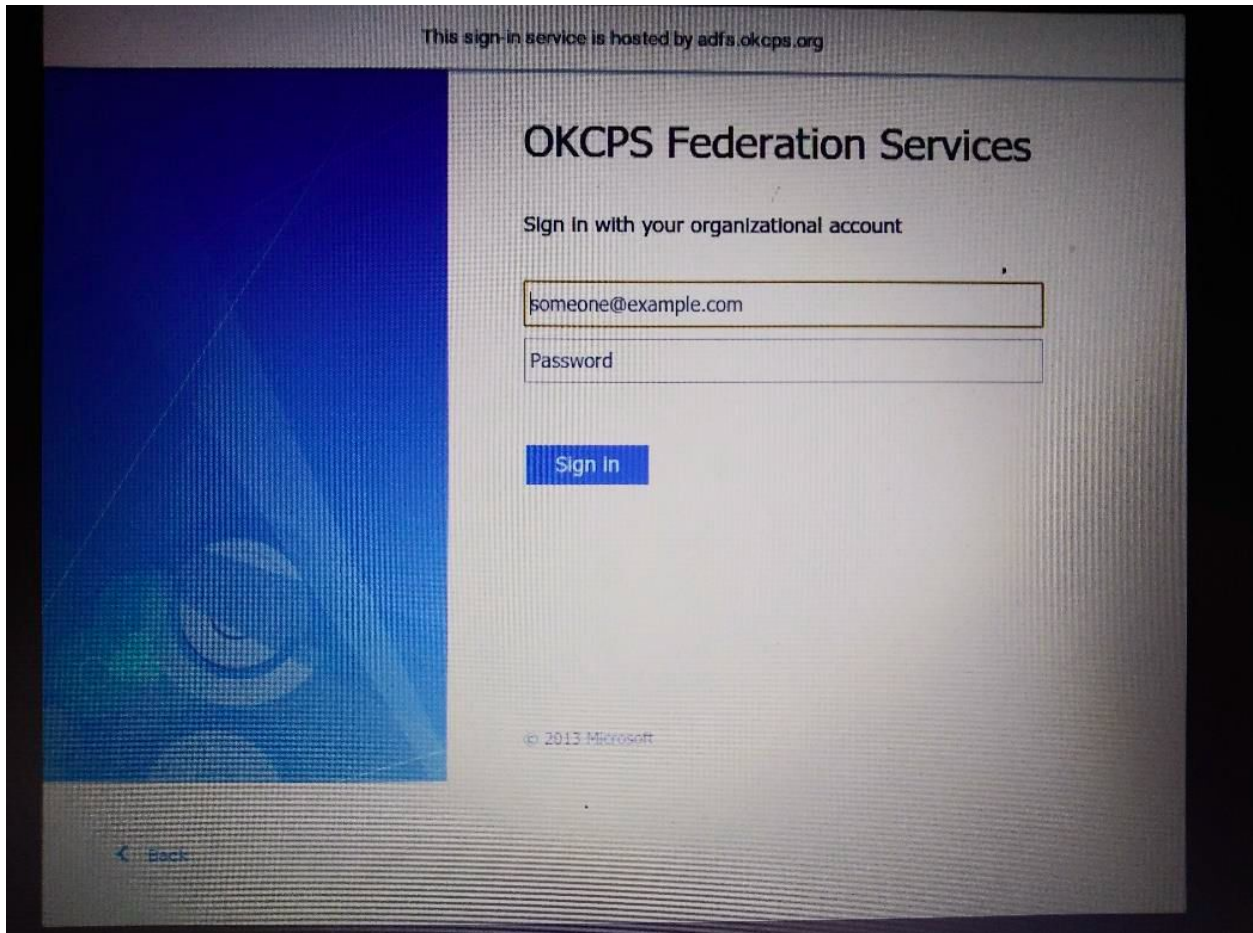 This sign-in service is hosted by adfs.okcps.org
OKCPS Federation Services
Sign in with your organizational account
someone@example.com
Password
Sign in
© 2013 Microsoft
Back